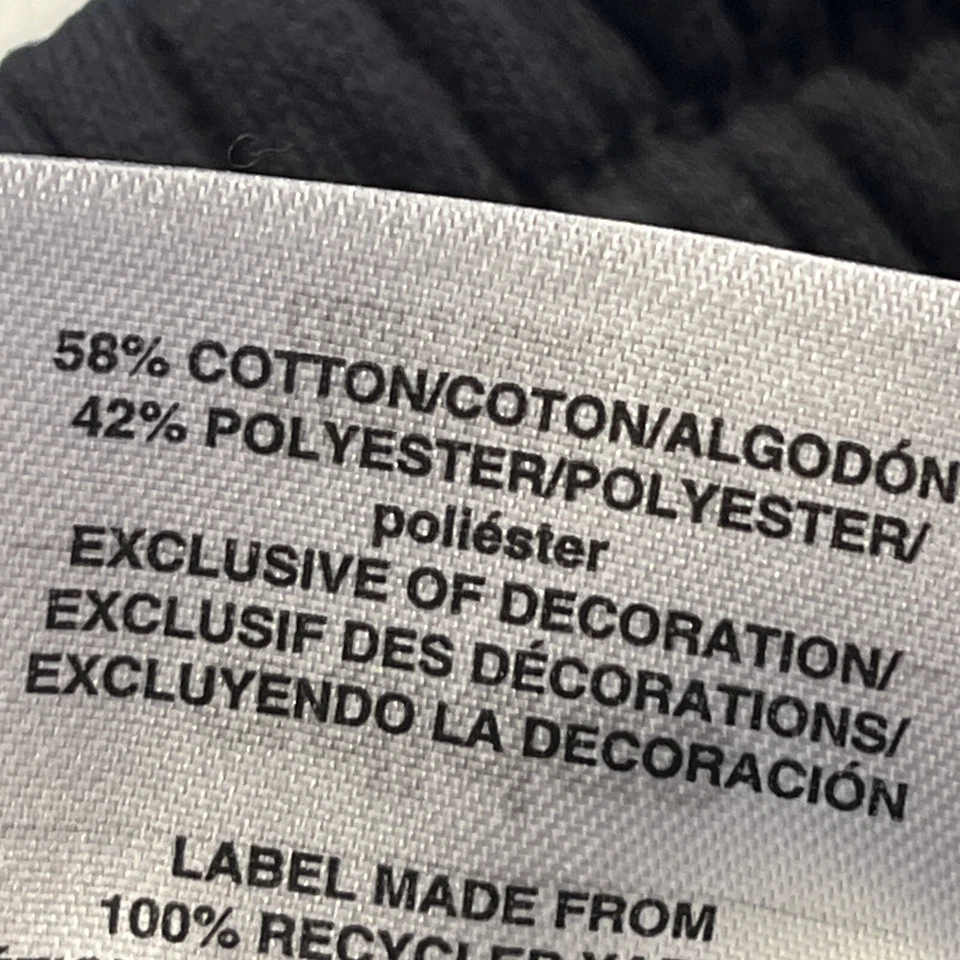 58% COTTON/COTON/ALGODÓN
42% POLYESTER/POLYESTER/
poliéster
EXCLUSIVE OF DECORATION/
EXCLUSIF DES DÉCORATIONS/
EXCLUYENDO LA DECORACIÓN
LABEL MADE FROM
100% RECYCLED